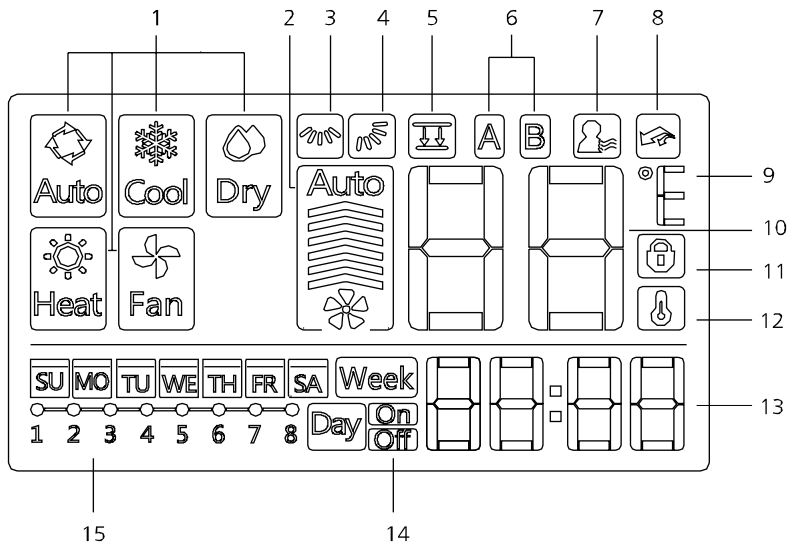 1 2 3 4 5 6 7 8
Auto Cool Dry Auto A B
9
10
Heat Fan
11
12
SU MO TU WE TH FR SA Week 88:88
1 2 3 4 5 6 7 8 Day On
Off
13
15 14